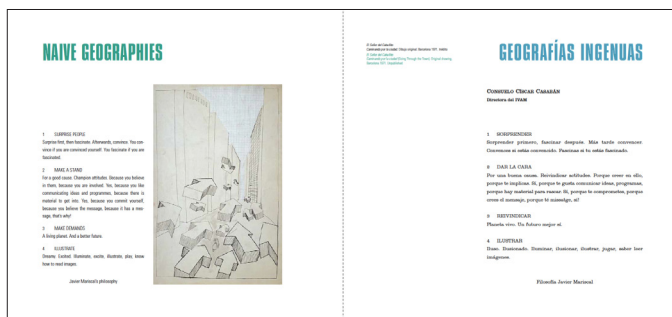 NAIVE GEOGRAPHIES
1 SURPRISE PEOPLE
Surprise first, then fascinate. Afterwards, convince. You con-
vince if you are convinced yourself. You fascinate if you are
fascinated.
2 MAKE A STAND
For a good cause. Champion attitudes. Because you believe
in them, because you are involved. Yes, because you like
communicating ideas and programmes, because there is
material to get into. Yes, because you commit yourself,
because you believe the message, because it has a mes-
sage, that's why!
3 MAKE DEMANDS
A living planet. And a better future.
4 ILLUSTRATE
Dreamy. Excited. Illuminate, excite, illustrate, play, know
how to read images.
Javier Mariscal's philosophy
GEOGRAFÍAS INGENUAS
CONSUELO CÍSCAR CASABÁN
Directora del IVAM
1 SORPRENDER
Sorprender primero, fascinar después. Más tarde convencer.
Convences si estás convencido. Fascinas si tu estás fascinado.
2 DAR LA CARA
Por una buena causa. Reivindicar actitudes. Porque crees en ello,
porque te implicas. Sí, porque te gusta comunicar ideas, programas,
porque hay material para rascar. Sí, porque te comprometes, porque
crees el mensaje, porque té missatge, sí!
3 REIVINDICAR
Planeta vivo. Un futuro mejor sí.
4 ILUSTRAR
Iluso. Ilusionado. Iluminar, ilusionar, ilustrar, jugar, saber leer
imágenes.
Filosofía Javier Mariscal